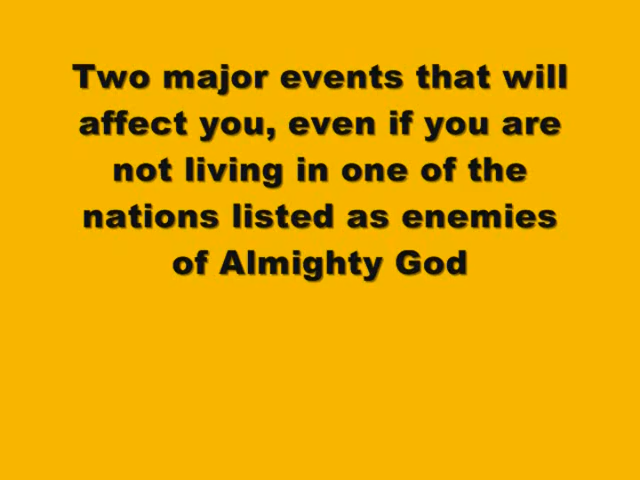 Two major events that will
affect you, even if you are
not living in one of the
nations listed as enemies
of Almighty God